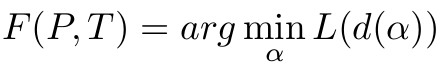 F(P, T) = arg min_α L(d(α))